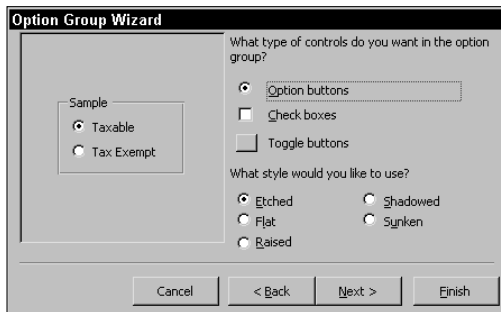 Option Group Wizard
What type of controls do you want in the option
group?
Option buttons
Check boxes
Toggle buttons
Sample
Taxable
Tax Exempt
What style would you like to use?
Etched
Shadowed
Flat
Sunken
Raised
Cancel
< Back
Next >
Finish